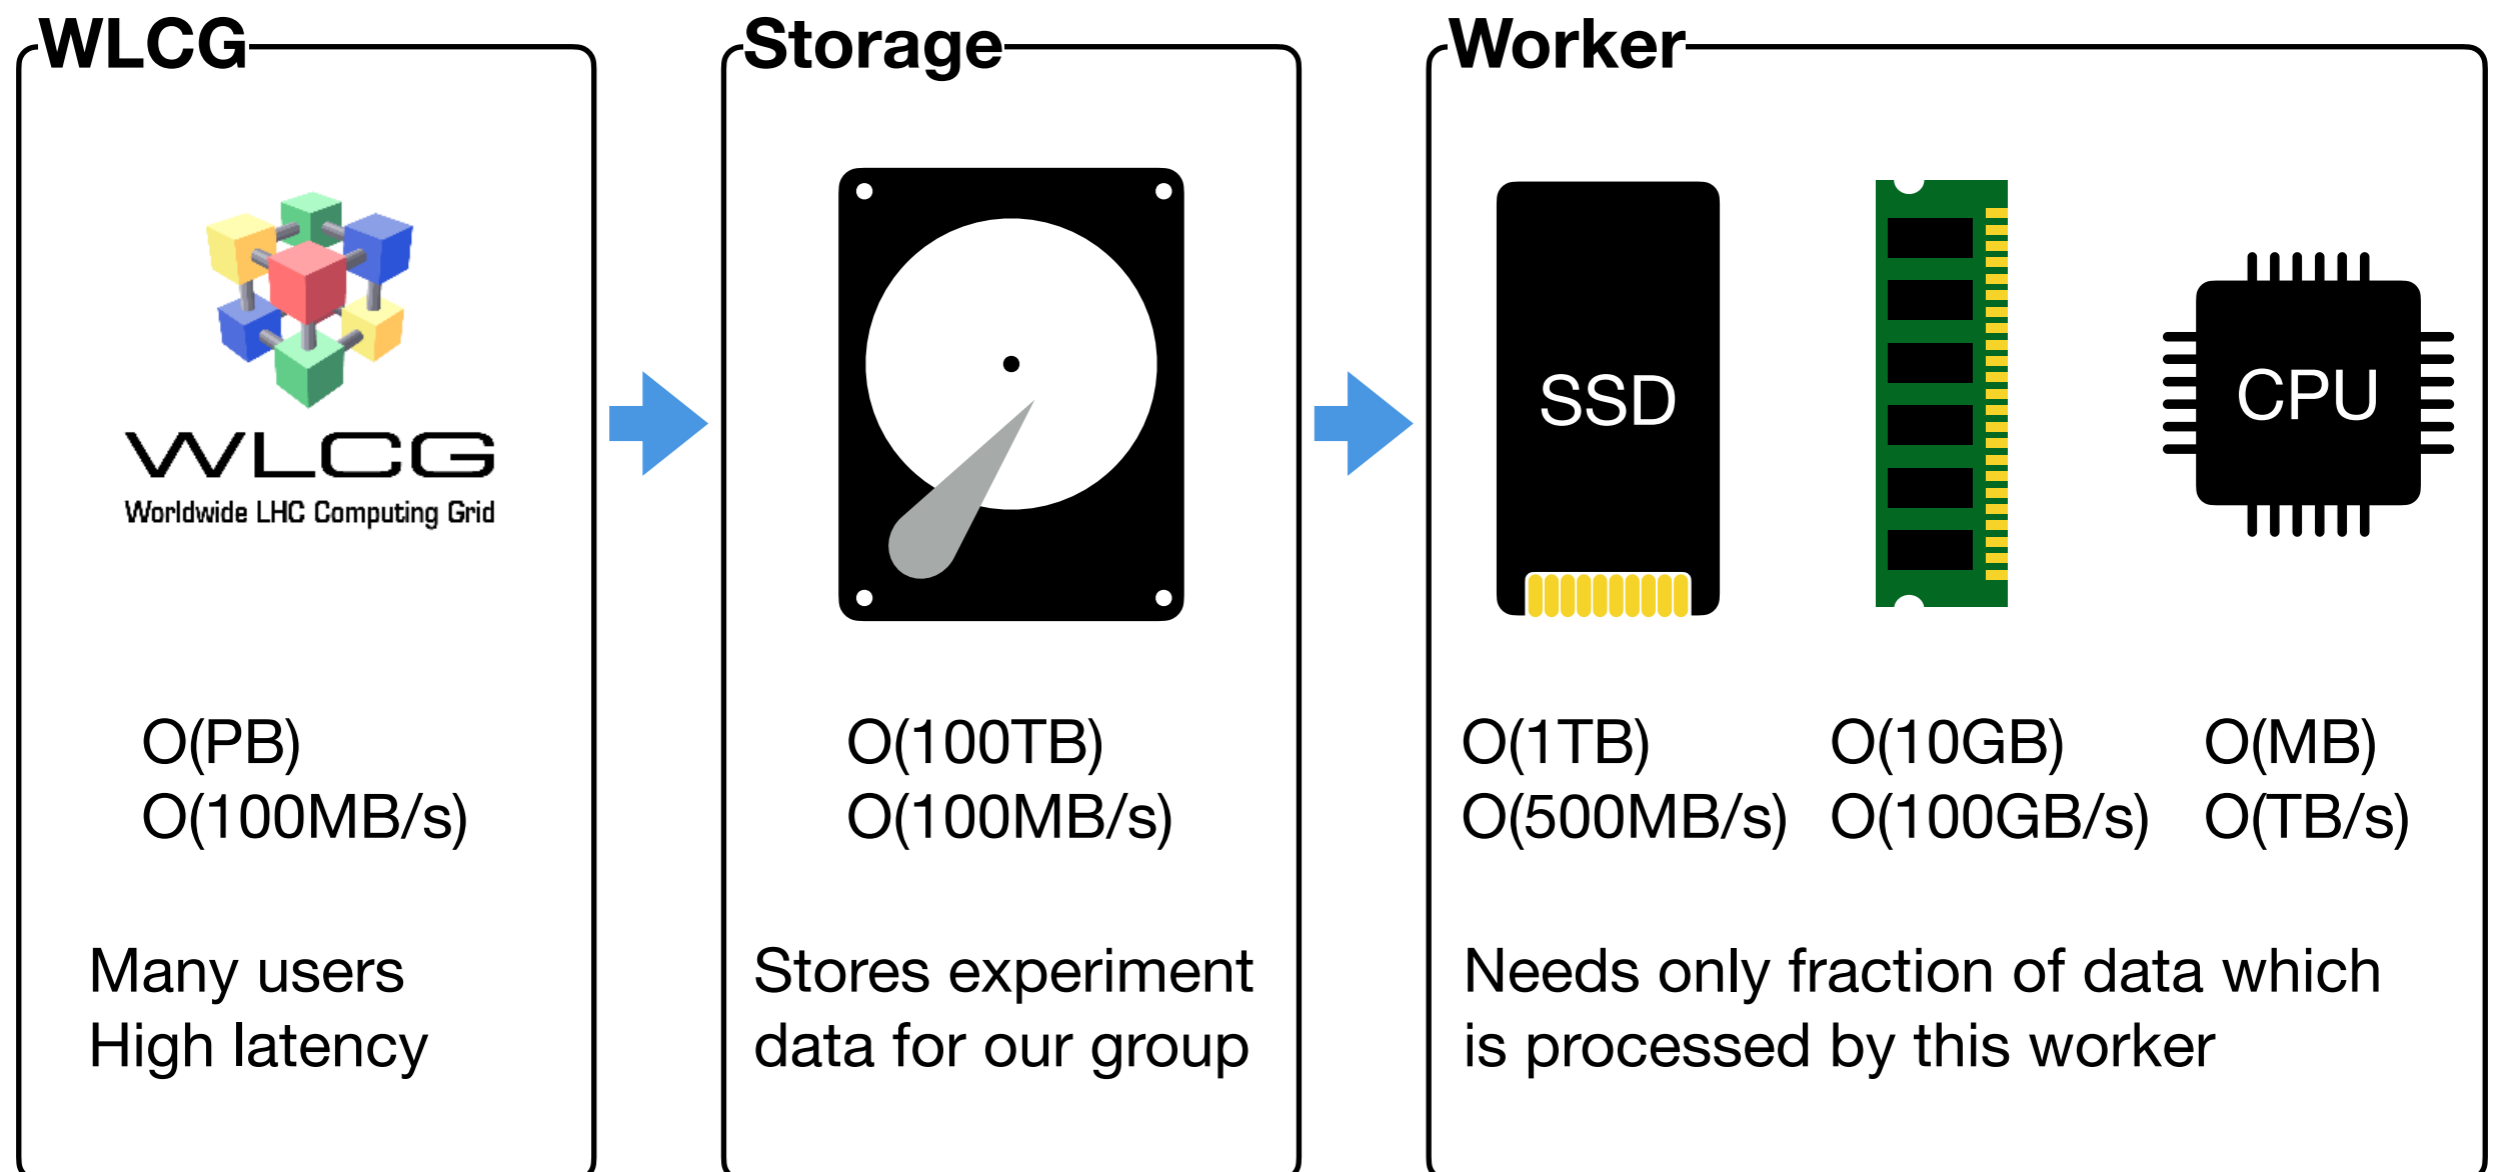 WLCG
WLCG
Worldwide LHC Computing Grid
O(PB)
O(100MB/s)
Many users
High latency
Storage
O(100TB)
O(100MB/s)
Stores experiment
data for our group
Worker
SSD
CPU
O(1TB) O(10GB) O(MB)
O(500MB/s) O(100GB/s) O(TB/s)
Needs only fraction of data which
is processed by this worker